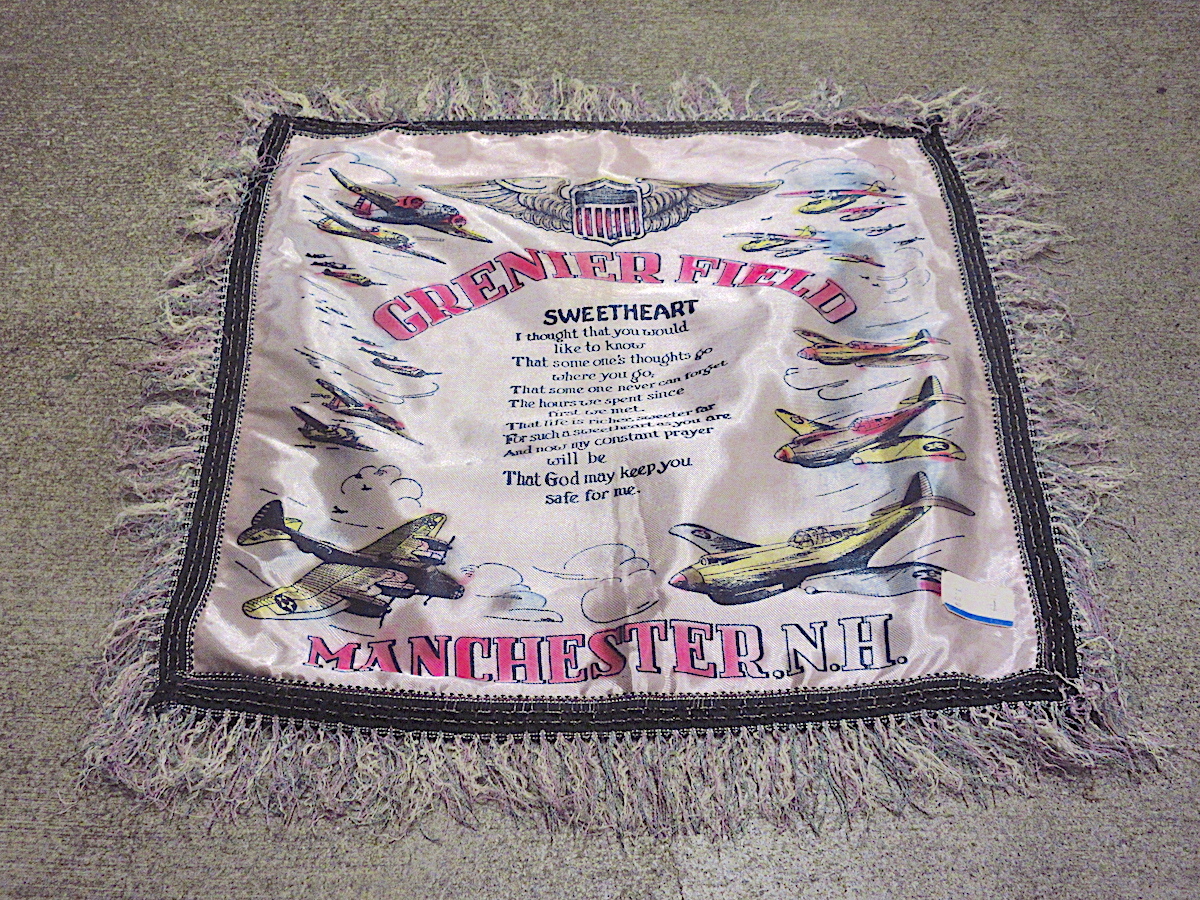 GRENIER FIELD
SWEETHEART
I thought that you would
like to know
That some one's thoughts go
where you go;
That some one never can forget
The hours we spent since
first we met.
That life is richer, sweeter far
For such a sweetheart as you are
And now my constant prayer
will be
That God may keep you
safe for me.
MANCHESTER, N.H.